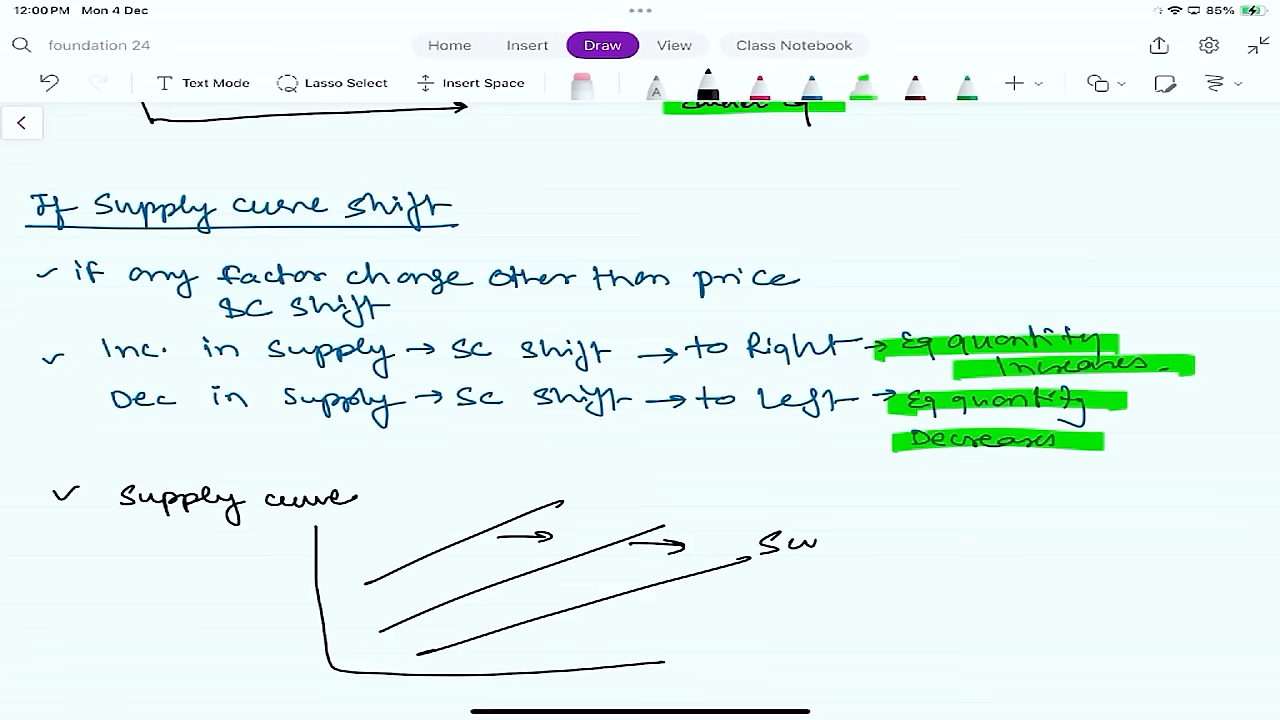 12:00 PM Mon 4 Dec 85%
foundation 24 Home Insert Draw View Class Notebook
Text Mode Lasso Select Insert Space
If Supply curve shift
if any factor change other than price
SC shift
Inc. in supply → SC shift → to Right → Eq quantity
Increases.
Dec in supply → SC shift → to Left → Eq quantity
Decreases
Supply curve
Su